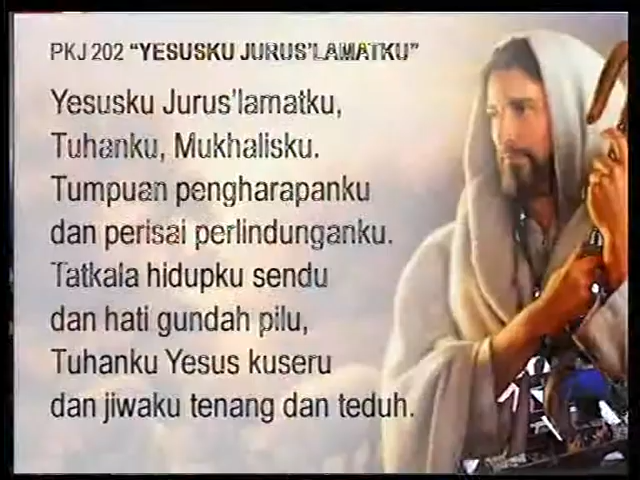 PKJ 202 “YESUSKU JURUS’LAMATKU”
Yesusku Jurus’lamatku,
Tuhanku, Mukhalisku.
Tumpuan pengharapanku
dan perisai perlindunganku.
Tatkala hidupku sendu
dan hati gundah pilu,
Tuhanku Yesus kuseru
dan jiwaku tenang dan teduh.